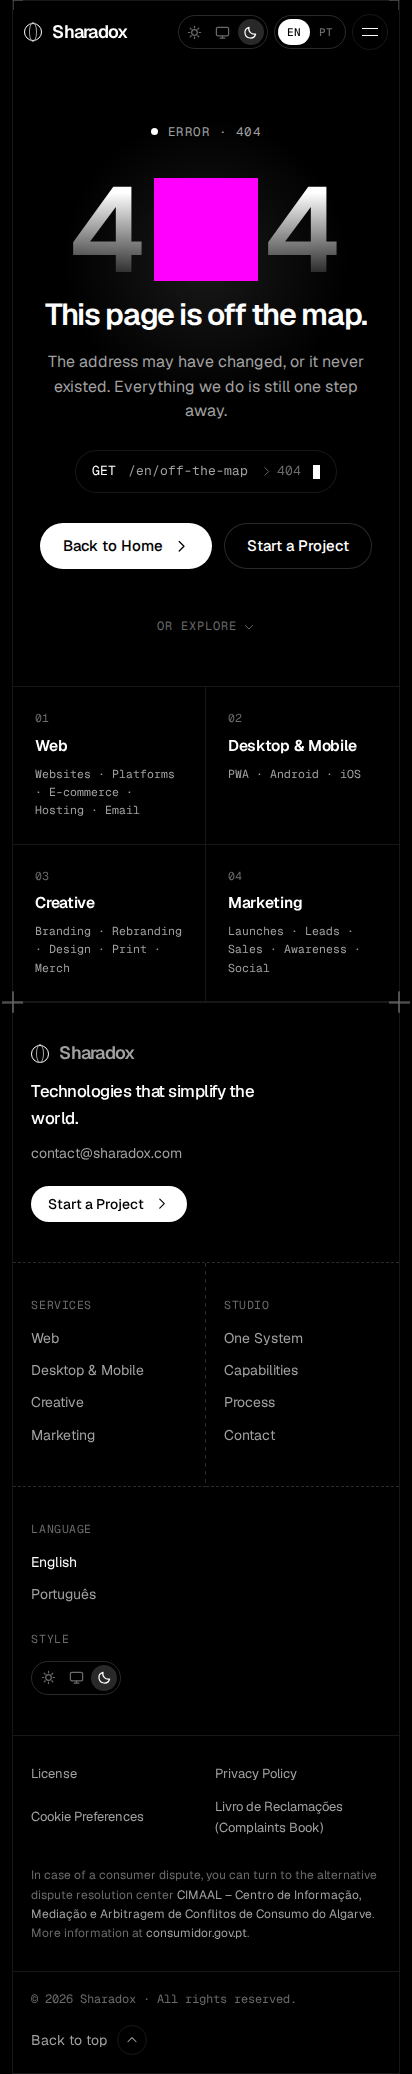 Sharadox
EN PT
ERROR · 404
4 4
This page is off the map.
The address may have changed, or it never
existed. Everything we do is still one step
away.
GET /en/off-the-map > 404
Back to Home
Start a Project
OR EXPLORE
01
Web
Websites · Platforms
· E-commerce ·
Hosting · Email
02
Desktop & Mobile
PWA · Android · iOS
03
Creative
Branding · Rebranding
· Design · Print ·
Merch
04
Marketing
Launches · Leads ·
Sales · Awareness ·
Social
Sharadox
Technologies that simplify the
world.
contact@sharadox.com
Start a Project
SERVICES
Web
Desktop & Mobile
Creative
Marketing
STUDIO
One System
Capabilities
Process
Contact
LANGUAGE
English
Português
STYLE
License
Privacy Policy
Cookie Preferences
Livro de Reclamações
(Complaints Book)
In case of a consumer dispute, you can turn to the alternative
dispute resolution center CIMAAL – Centro de Informação,
Mediação e Arbitragem de Conflitos de Consumo do Algarve.
More information at consumidor.gov.pt.
© 2026 Sharadox · All rights reserved.
Back to top